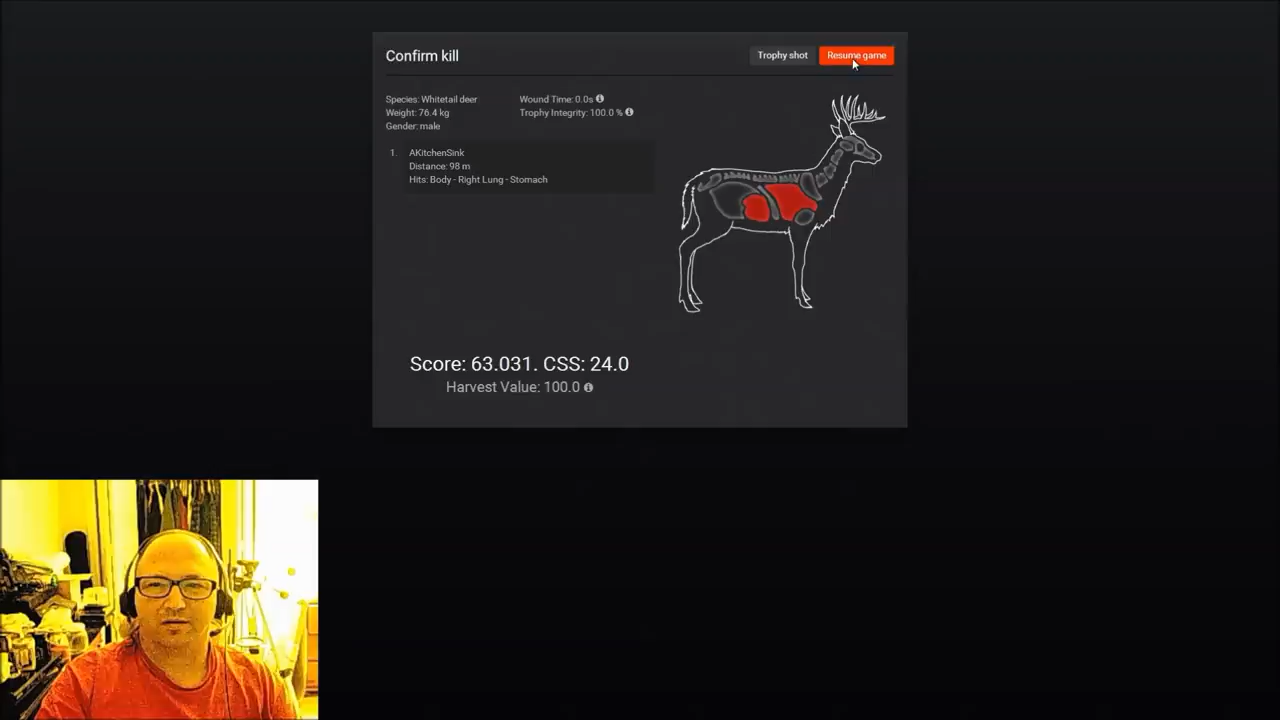 Confirm kill
Trophy shot
Resume game
Species: Whitetail deer
Weight: 76.4 kg
Gender: male
Wound Time: 0.0s
Trophy Integrity: 100.0 %
1. AKitchenSink
Distance: 98 m
Hits: Body - Right Lung - Stomach
Score: 63.031. CSS: 24.0
Harvest Value: 100.0